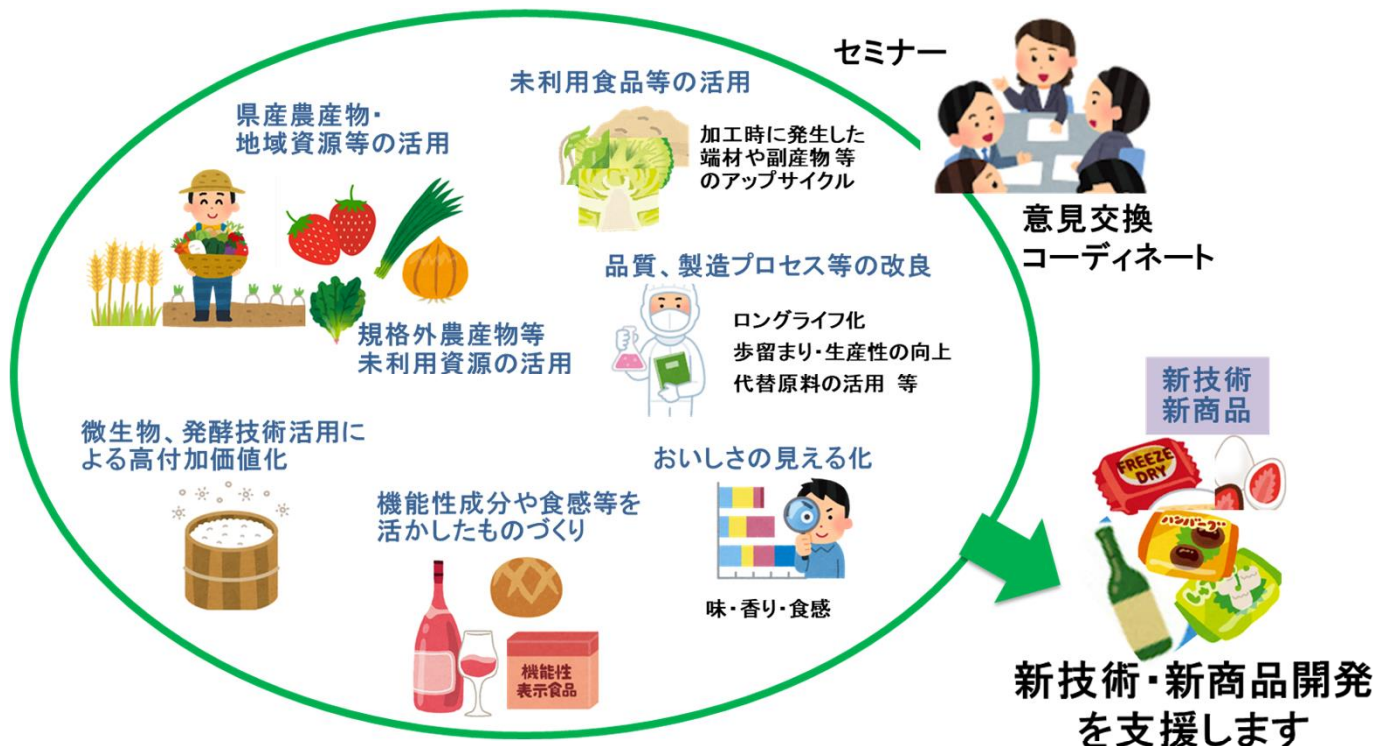 セミナー
未利用食品等の活用
県産農産物・
地域資源等の活用
加工時に発生した
端材や副産物 等
のアップサイクル
意見交換
コーディネート
品質、製造プロセス等の改良
ロングライフ化
歩留まり・生産性の向上
代替原料の活用 等
規格外農産物等
未利用資源の活用
新技術
新商品
微生物、発酵技術活用に
よる高付加価値化
おいしさの見える化
FREEZE
DRY
機能性成分や食感等を
活かしたものづくり
ハンバーグ
味・香り・食感
機能性
表示食品
新技術・新商品開発
を支援します